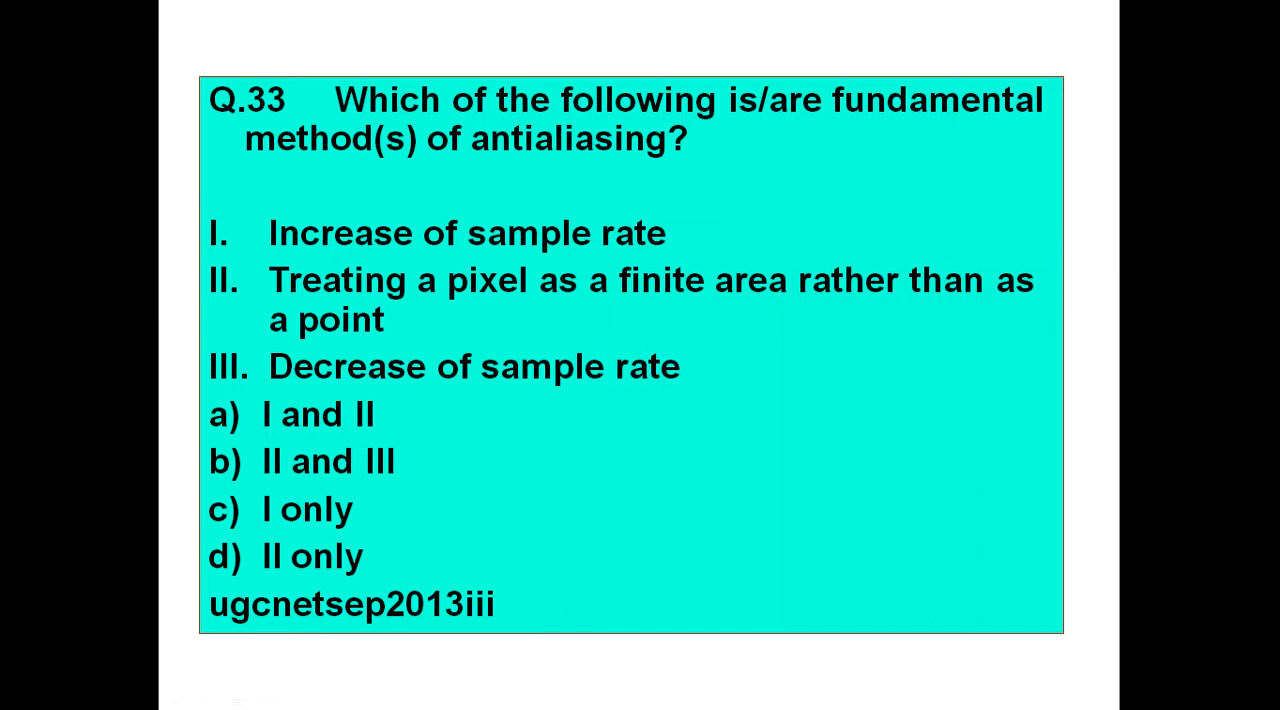 Q.33 Which of the following is/are fundamental
method(s) of antialiasing?
I. Increase of sample rate
II. Treating a pixel as a finite area rather than as
a point
III. Decrease of sample rate
a) I and II
b) II and III
c) I only
d) II only
ugcnetsep2013iii